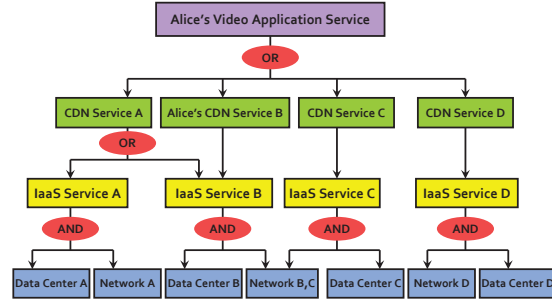 Alice's Video Application Service
OR
CDN Service A
Alice's CDN Service B
CDN Service C
CDN Service D
OR
IaaS Service A
IaaS Service B
IaaS Service C
IaaS Service D
AND
AND
AND
AND
Data Center A
Network A
Data Center B
Network B,C
Data Center C
Network D
Data Center D